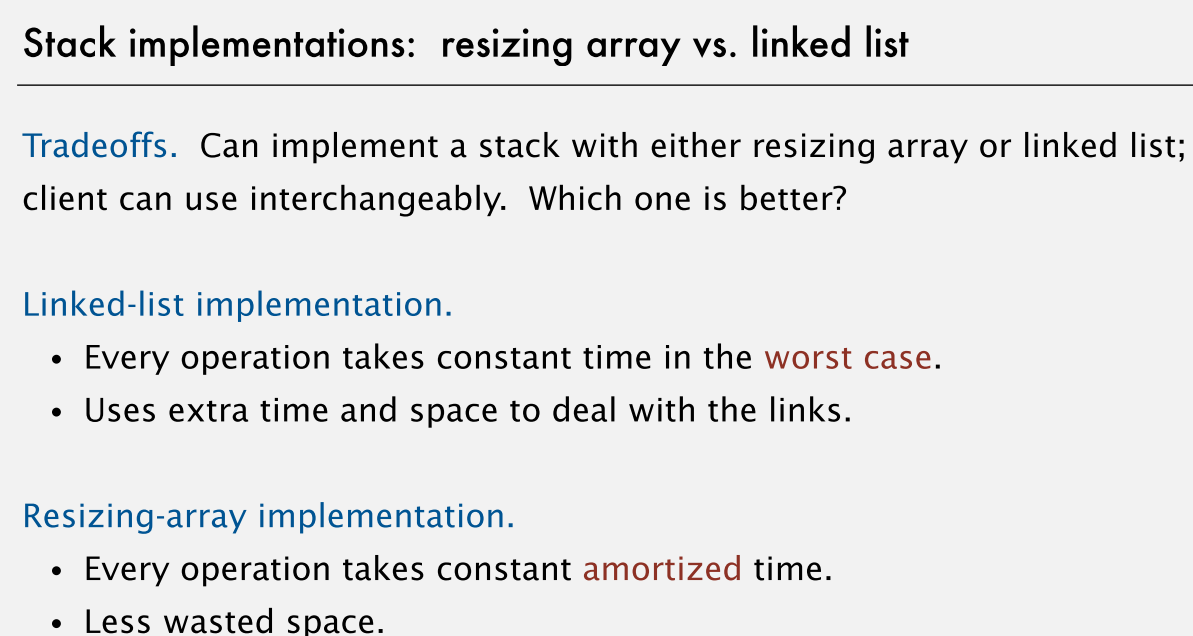 Stack implementations: resizing array vs. linked list
Tradeoffs. Can implement a stack with either resizing array or linked list;
client can use interchangeably. Which one is better?
Linked-list implementation.
• Every operation takes constant time in the worst case.
• Uses extra time and space to deal with the links.
Resizing-array implementation.
• Every operation takes constant amortized time.
• Less wasted space.